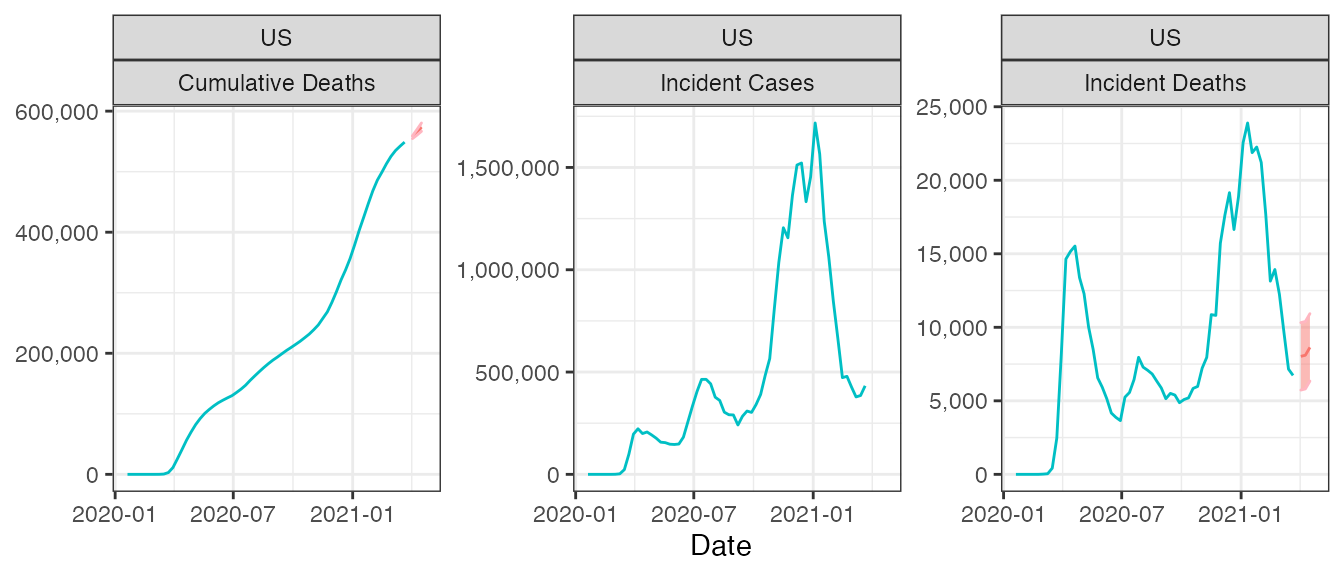 US
Cumulative Deaths
600,000
400,000
200,000
0
2020-01 2020-07 2021-01
US
Incident Cases
1,500,000
1,000,000
500,000
0
2020-01 2020-07 2021-01
US
Incident Deaths
25,000
20,000
15,000
10,000
5,000
0
2020-01 2020-07 2021-01
Date